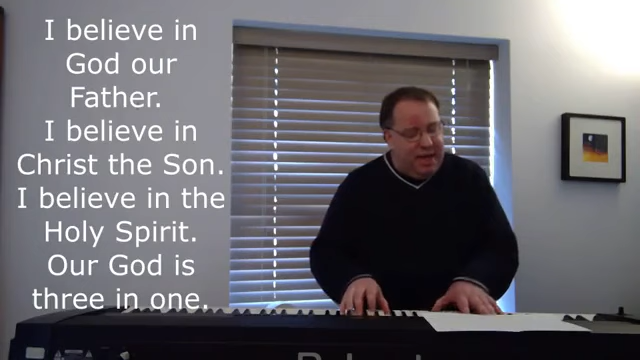 I believe in
God our
Father.
I believe in
Christ the Son.
I believe in the
Holy Spirit.
Our God is
three in one.